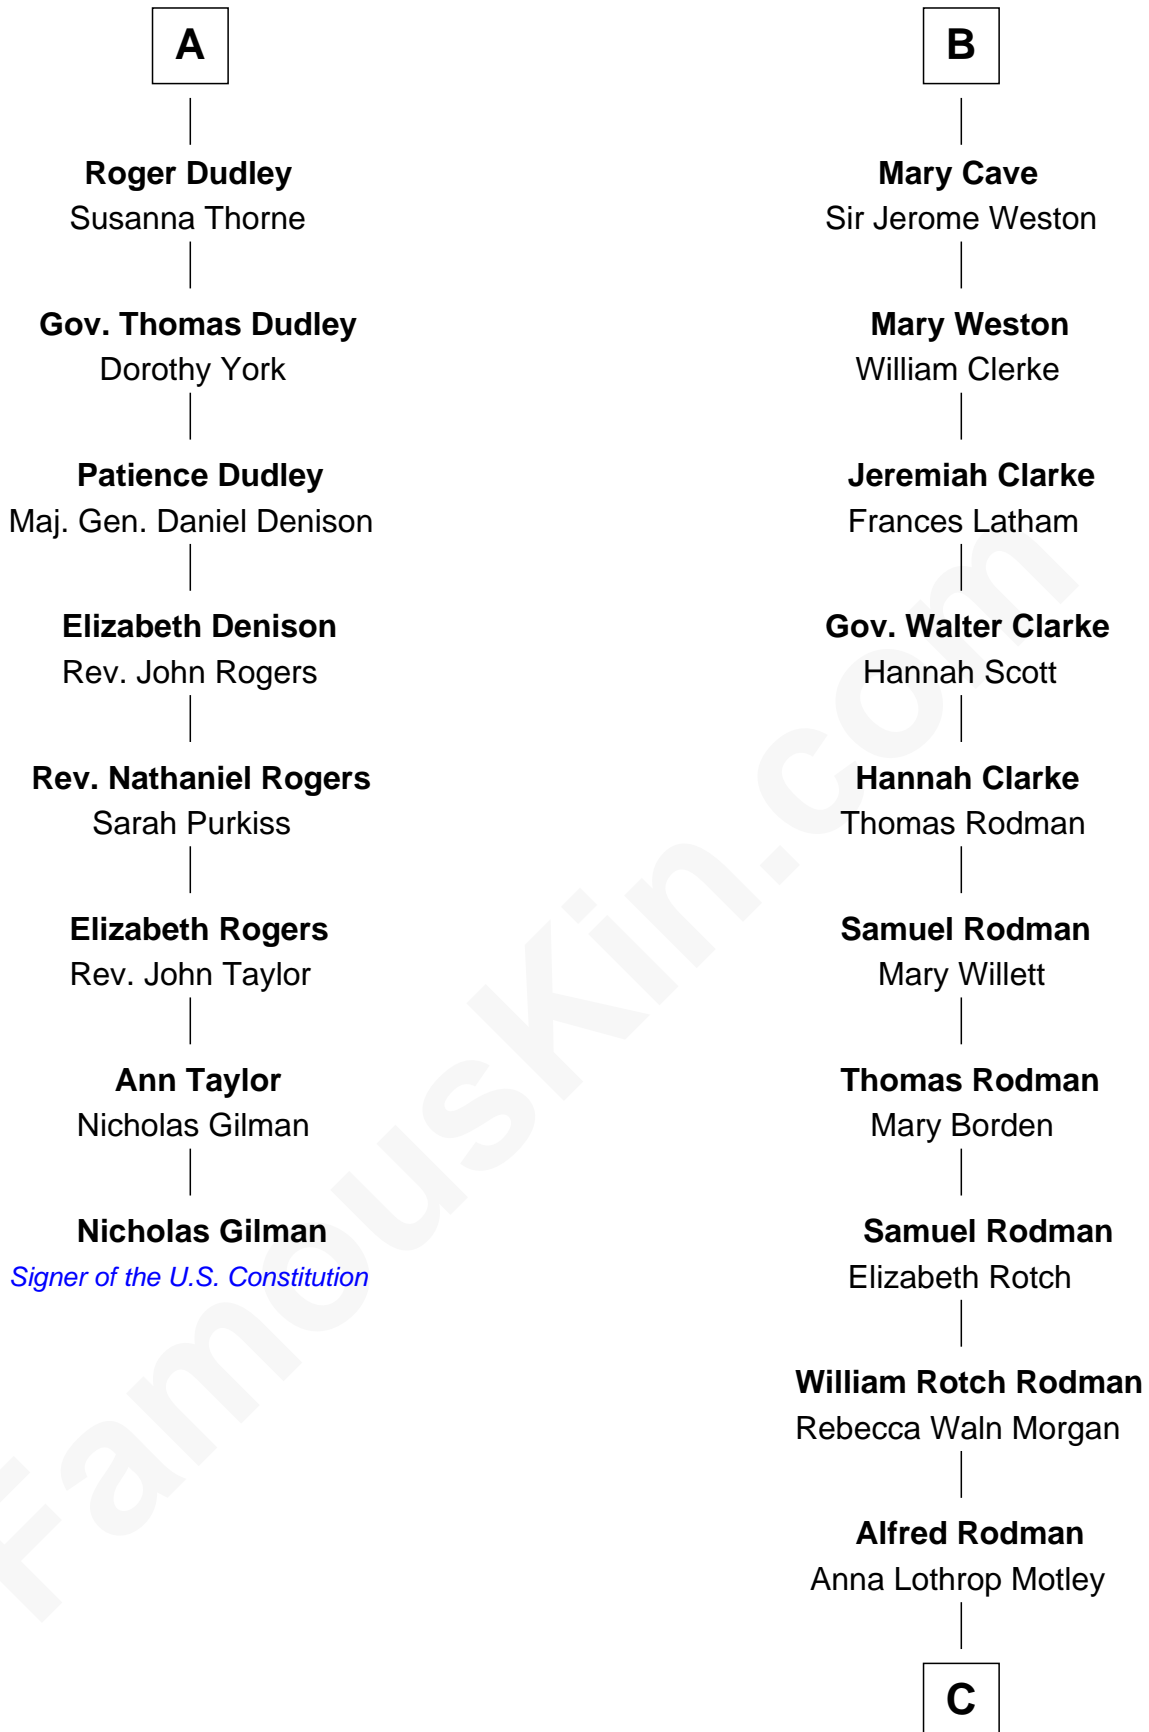 A
Roger Dudley
Susanna Thorne
Gov. Thomas Dudley
Dorothy York
Patience Dudley
Maj. Gen. Daniel Denison
Elizabeth Denison
Rev. John Rogers
Rev. Nathaniel Rogers
Sarah Purkiss
Elizabeth Rogers
Rev. John Taylor
Ann Taylor
Nicholas Gilman
Nicholas Gilman
Signer of the U.S. Constitution
B
Mary Cave
Sir Jerome Weston
Mary Weston
William Clerke
Jeremiah Clarke
Frances Latham
Gov. Walter Clarke
Hannah Scott
Hannah Clarke
Thomas Rodman
Samuel Rodman
Mary Willett
Thomas Rodman
Mary Borden
Samuel Rodman
Elizabeth Rotch
William Rotch Rodman
Rebecca Waln Morgan
Alfred Rodman
Anna Lothrop Motley
C
FamousKin.com